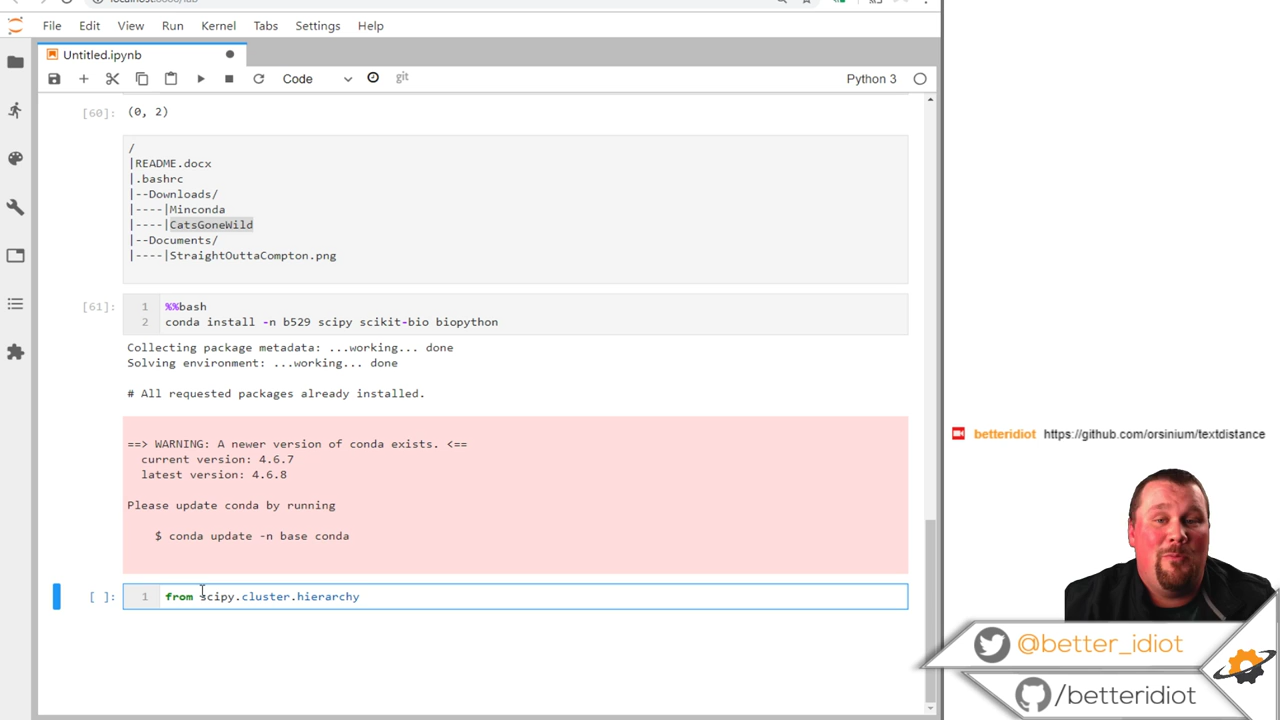 File Edit View Run Kernel Tabs Settings Help
Untitled.ipynb
Code git Python 3
[60]: (0, 2)
/
|README.docx
|.bashrc
|--Downloads/
|----|Minconda
|----|CatsGoneWild
|--Documents/
|----|StraightOuttaCompton.png
[61]: 1 %%bash
2 conda install -n b529 scipy scikit-bio biopython
Collecting package metadata: ...working... done
Solving environment: ...working... done
# All requested packages already installed.
==> WARNING: A newer version of conda exists. <==
current version: 4.6.7
latest version: 4.6.8
Please update conda by running
$ conda update -n base conda
[ ]: 1 from scipy.cluster.hierarchy
betteridiot https://github.com/orsinium/textdistance
@better_idiot
/betteridiot